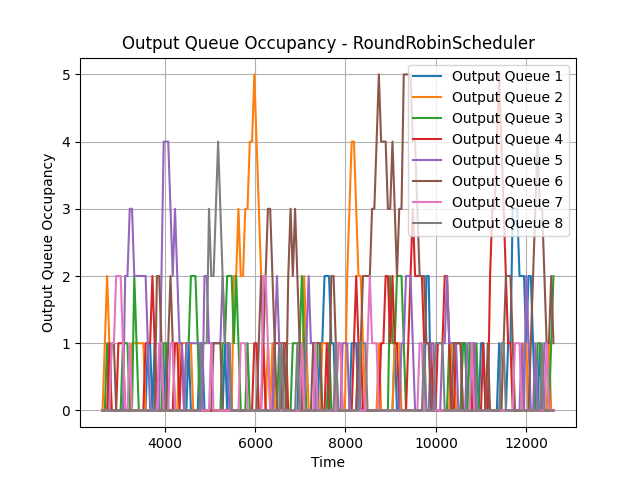 Output Queue Occupancy - RoundRobinScheduler
5
4
3
2
1
0
Output Queue Occupancy
4000
6000
8000
10000
12000
Time
Output Queue 1
Output Queue 2
Output Queue 3
Output Queue 4
Output Queue 5
Output Queue 6
Output Queue 7
Output Queue 8